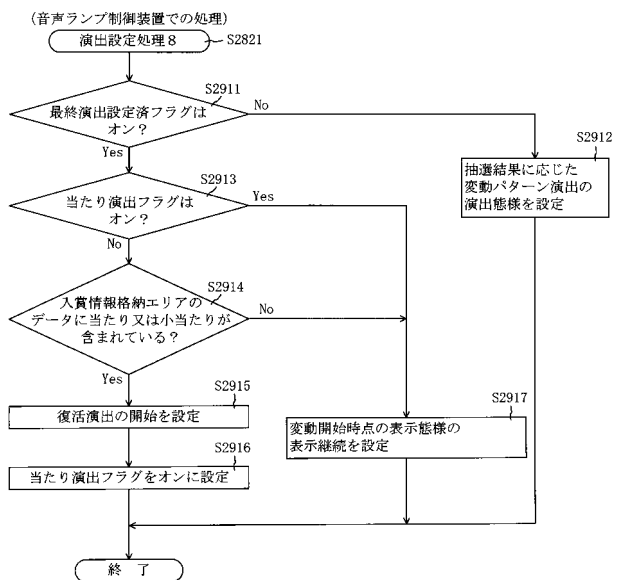 (音声ランプ制御装置での処理)
演出設定処理８
S2821
S2911
最終演出設定済フラグは
オン？
No
Yes
S2912
抽選結果に応じた
変動パターン演出の
演出態様を設定
S2913
当たり演出フラグは
オン？
Yes
No
S2914
入賞情報格納エリアの
データに当たり又は小当たりが
含まれている？
No
Yes
S2915
復活演出の開始を設定
S2917
変動開始時点の表示態様の
表示継続を設定
S2916
当たり演出フラグをオンに設定
終 了